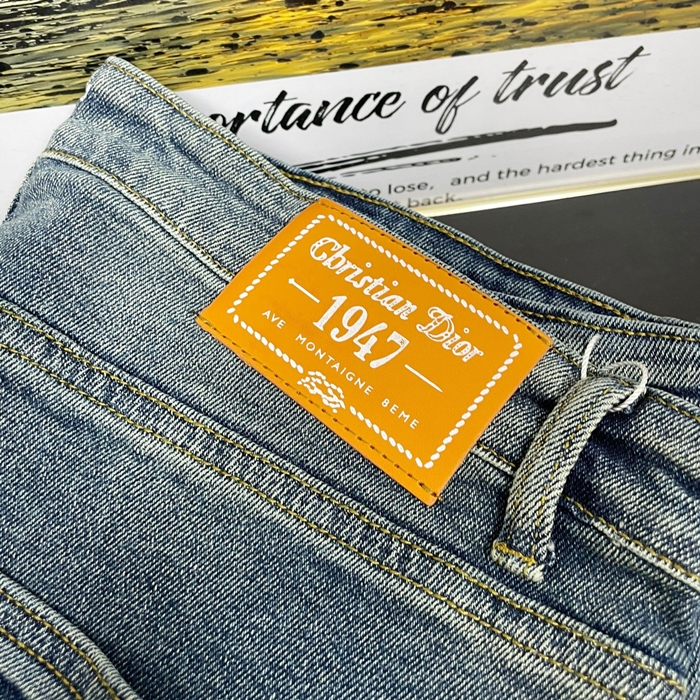 ortance of trust
o lose, and the hardest thing in
back.
Christian Dior
1947
AVE MONTAIGNE 8EME